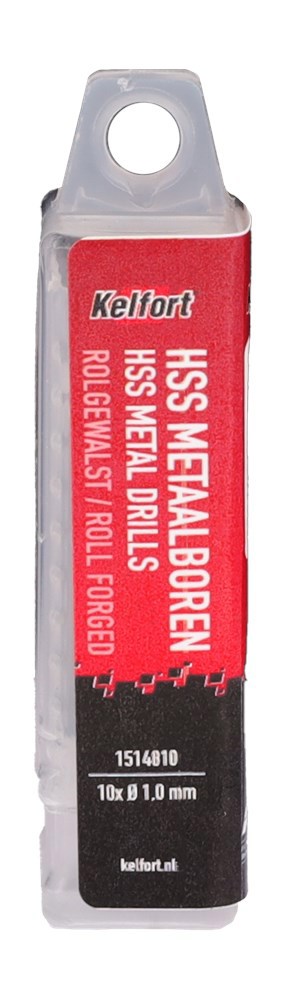 Kelfort
HSS METAALBOREN
HSS METAL DRILLS
ROLGEWALST / ROLL FORGED
1514010
10x Ø 1,0 mm
kelfort.nl